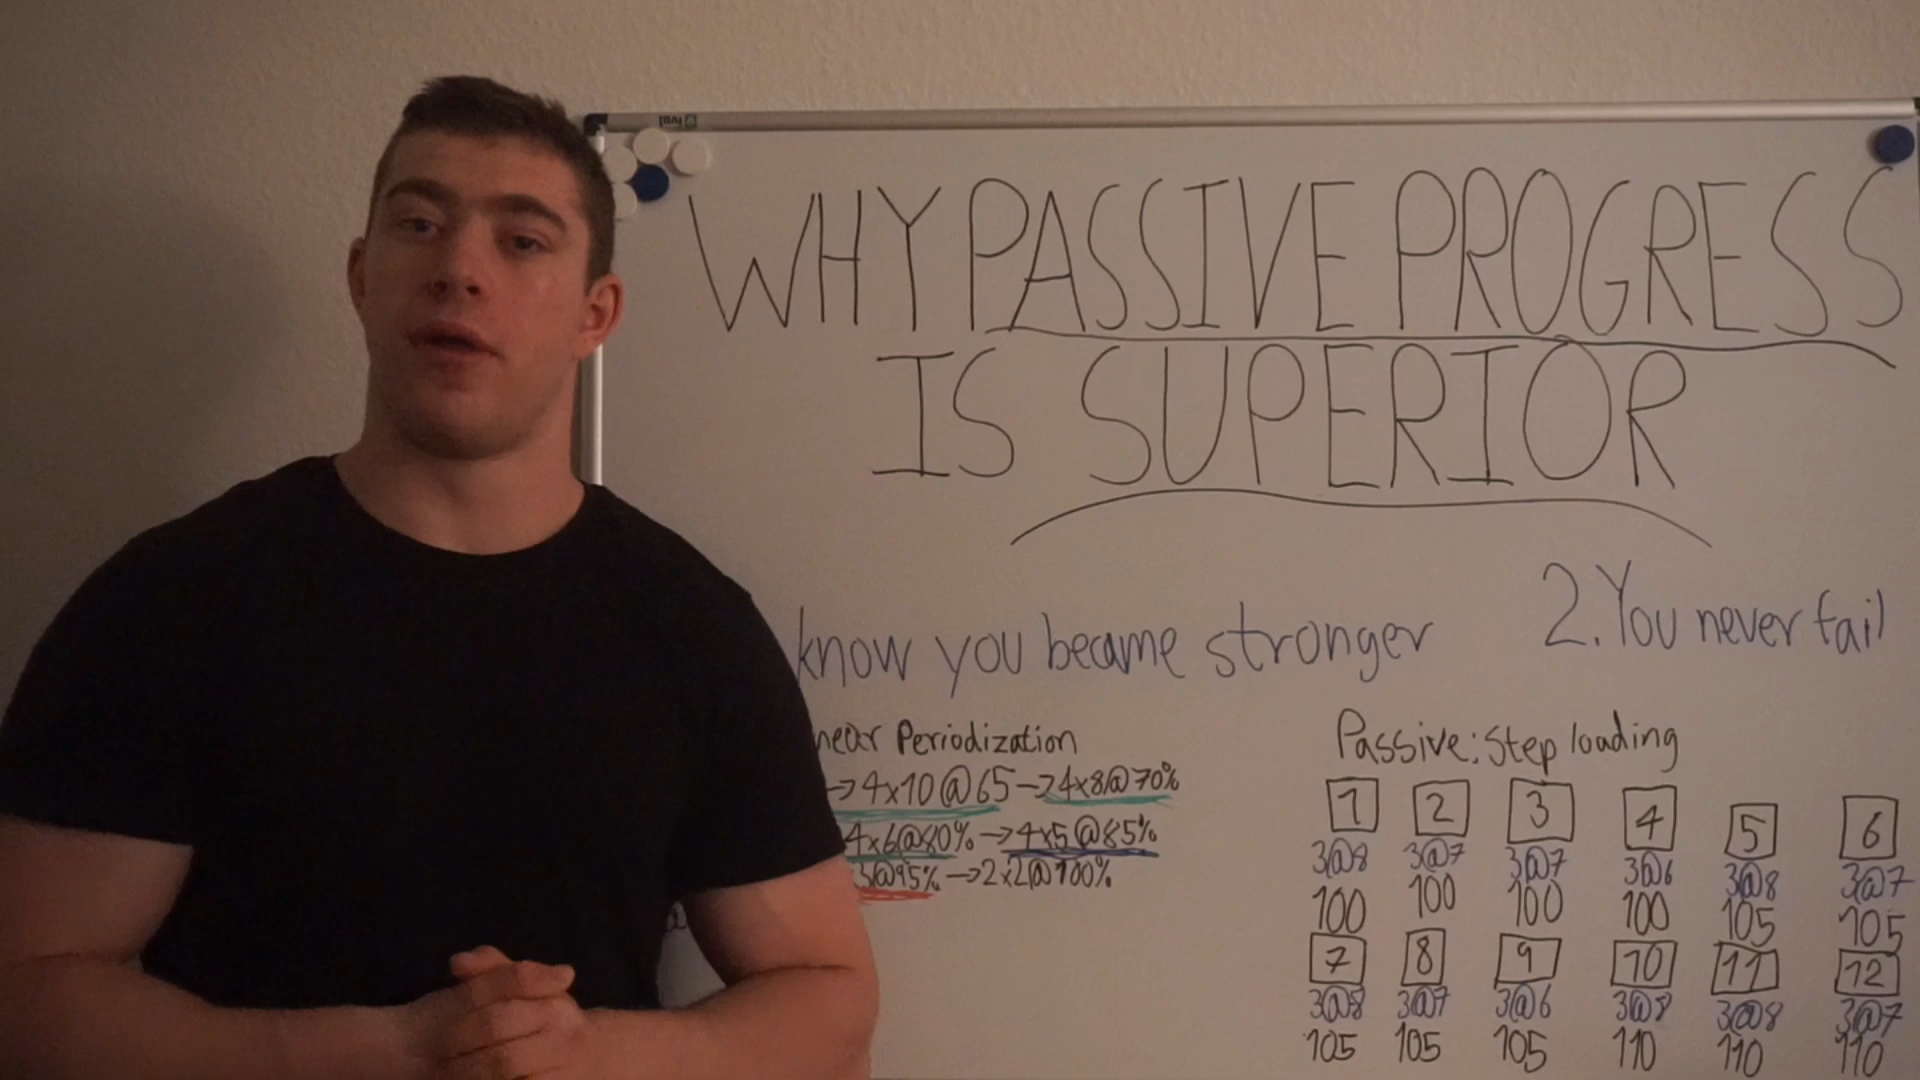 WHY PASSIVE PROGRESS
IS SUPERIOR
know you became stronger
2. You never fail
near Periodization
→4x10@65→4x8@70%
4x6@80%→4x5@85%
@95%→2x2@100%
Passive: Step loading
1 2 3 4 5 6
3@8 3@7 3@7 3@6 3@8 3@7
100 100 100 100 105 105
7 8 9 10 11 12
3@8 3@7 3@6 3@8 3@8 3@7
105 105 105 110 110 110